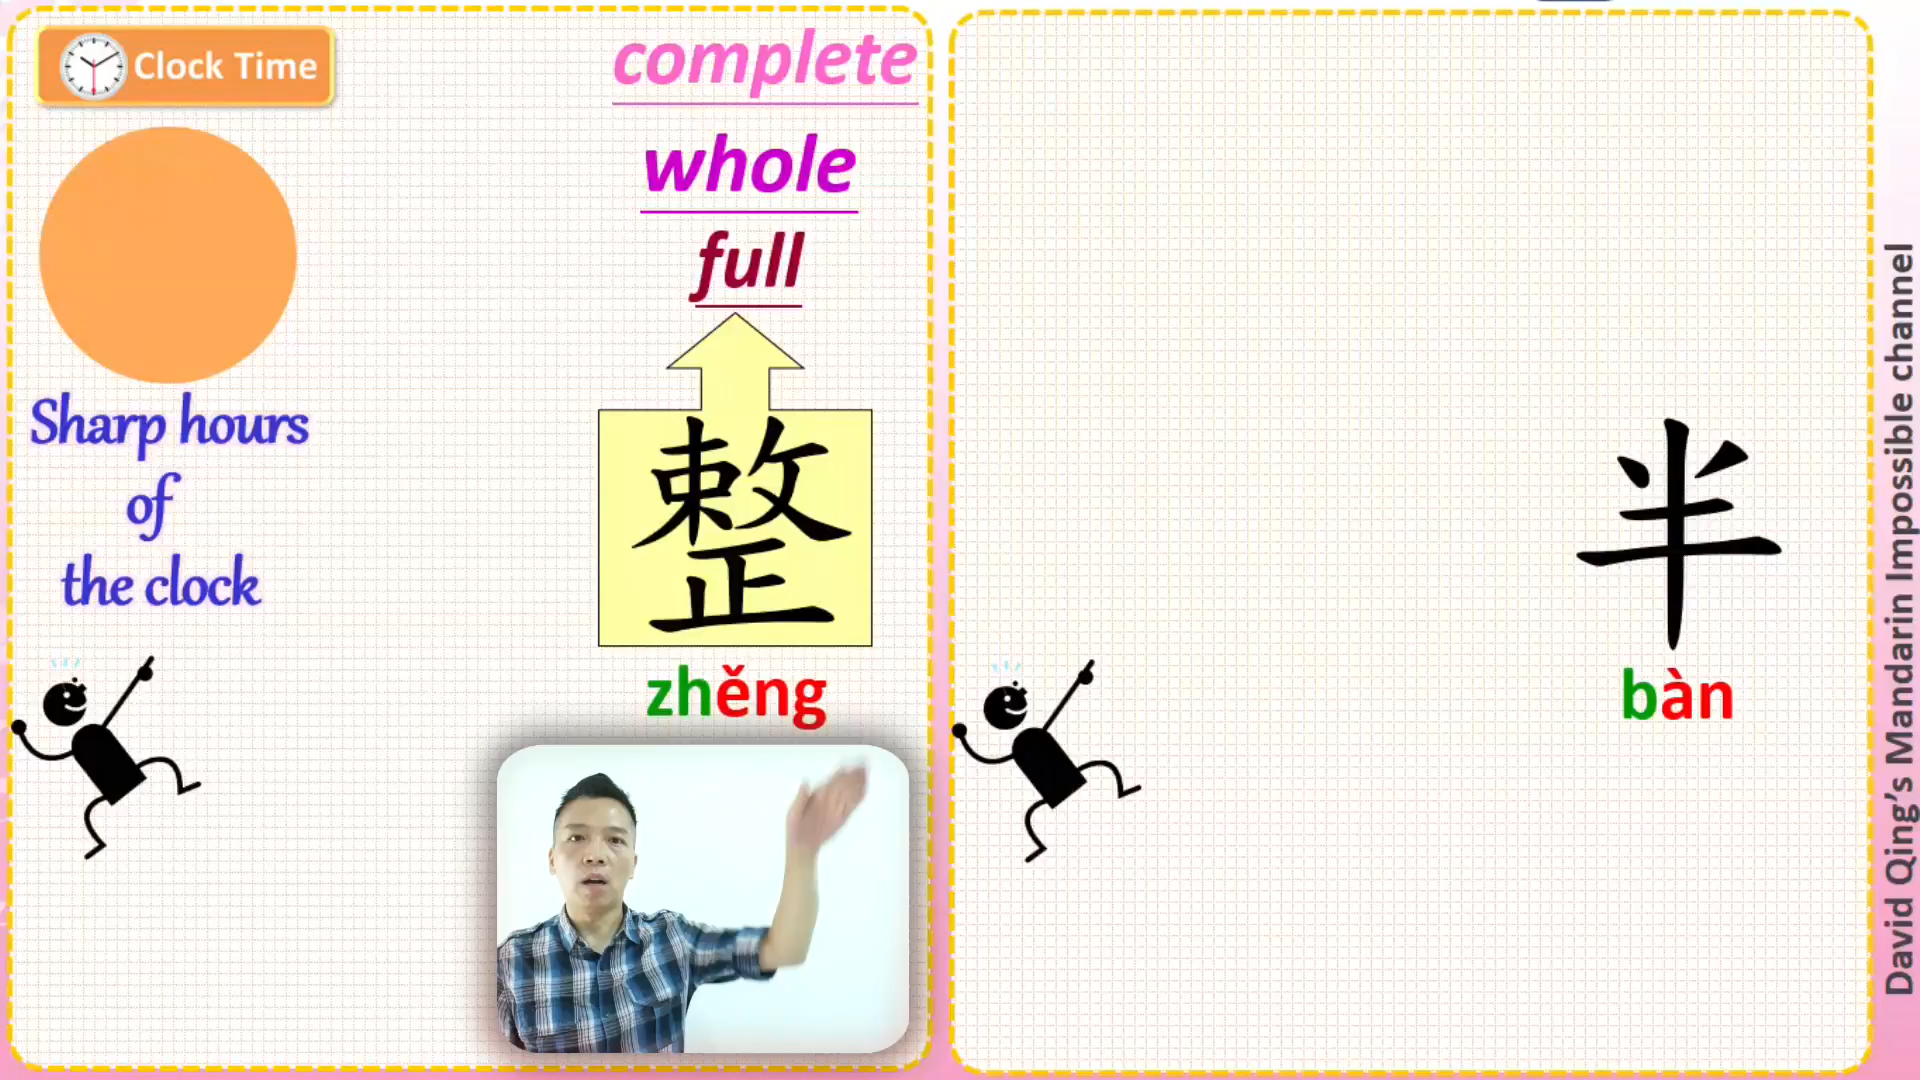 Clock Time
complete
whole
full
Sharp hours
of
the clock
整
zhěng
半
bàn
David Qing's Mandarin Impossible channel